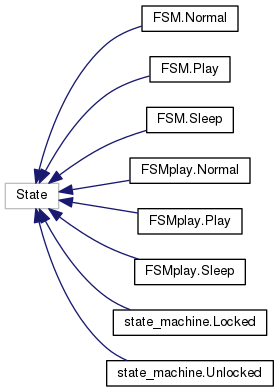 FSM.Normal
FSM.Play
FSM.Sleep
FSMplay.Normal
State
FSMplay.Play
FSMplay.Sleep
state_machine.Locked
state_machine.Unlocked